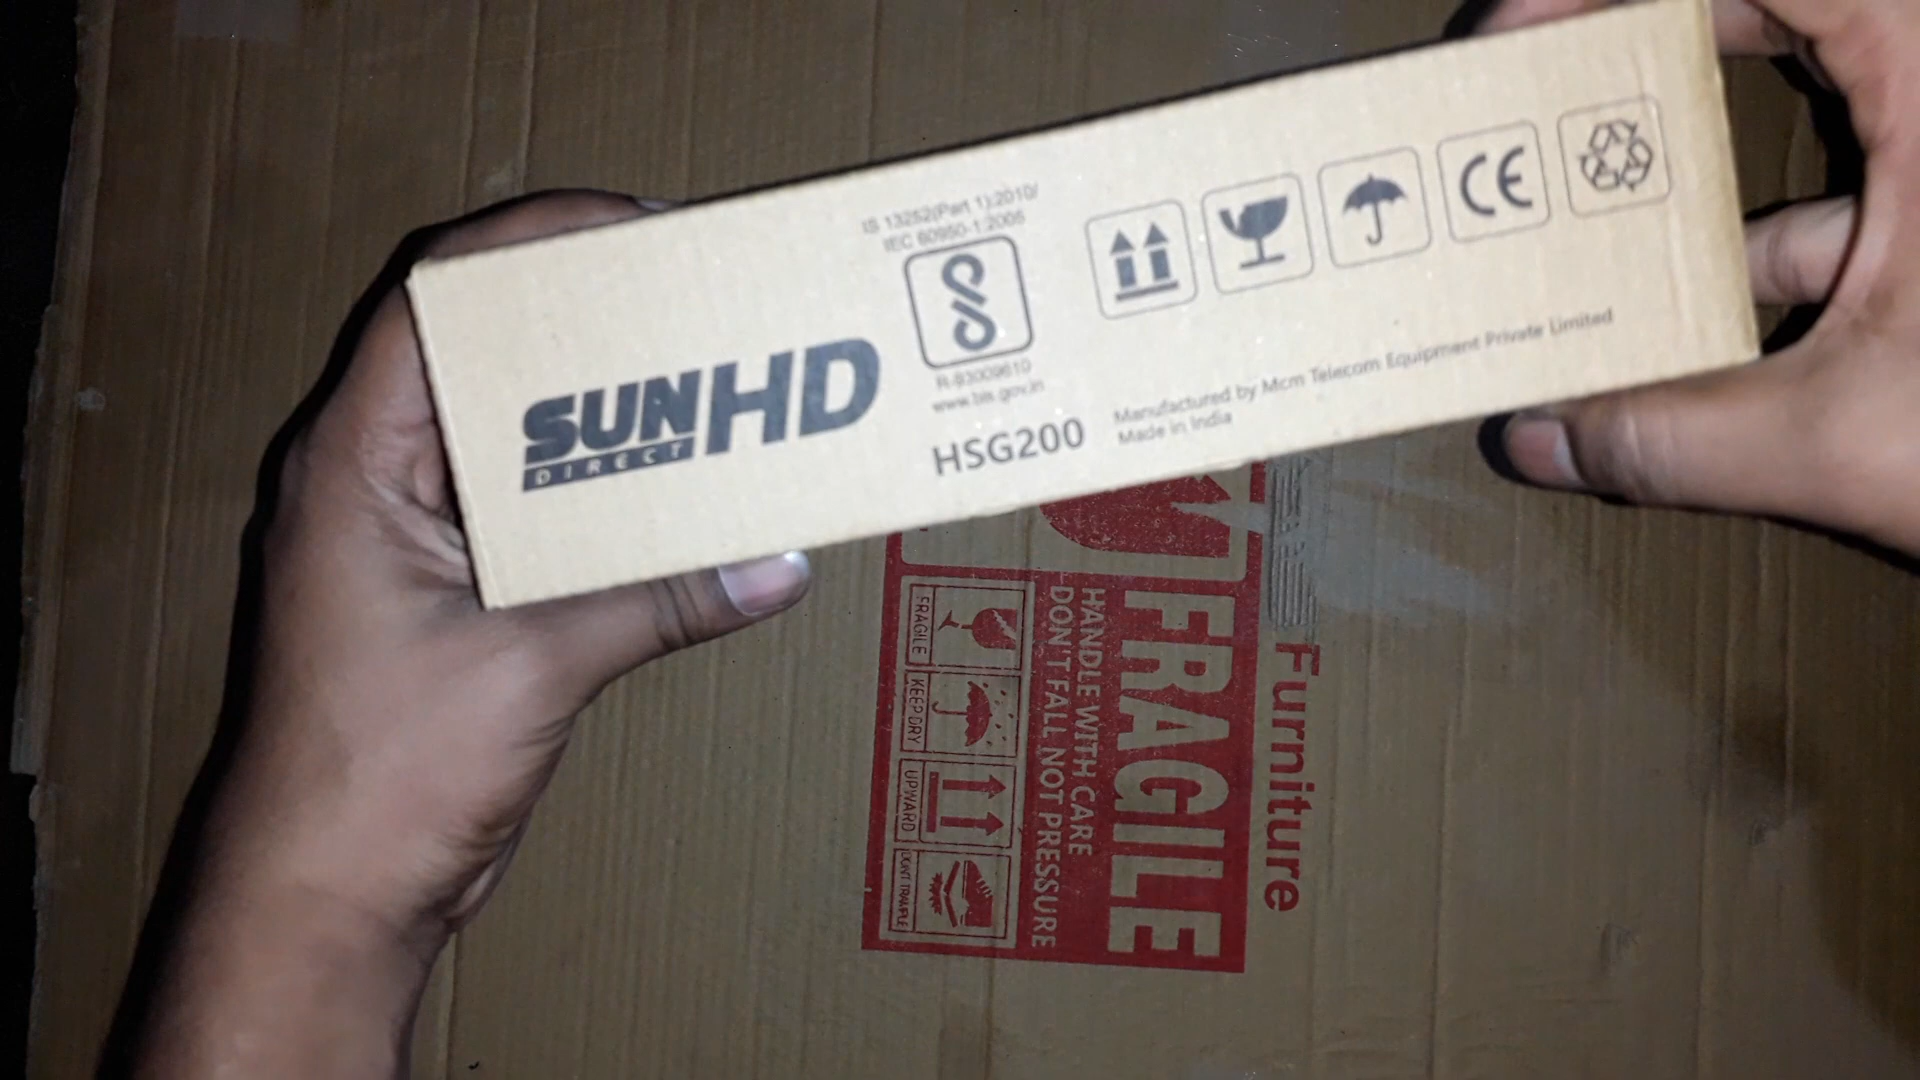 IS 13252(Part 1):2010/
IEC 60950-1:2005
R-83009610
www.bis.gov.in
SUN HD
DIRECT
HSG200
Manufactured by Mcm Telecom Equipment Private Limited
Made in India
CE
Furniture
FRAGILE
HANDLE WITH CARE
DON'T FALL NOT PRESSURE
FRAGILE
KEEP DRY
UPWARD
DONT TRAMPLE